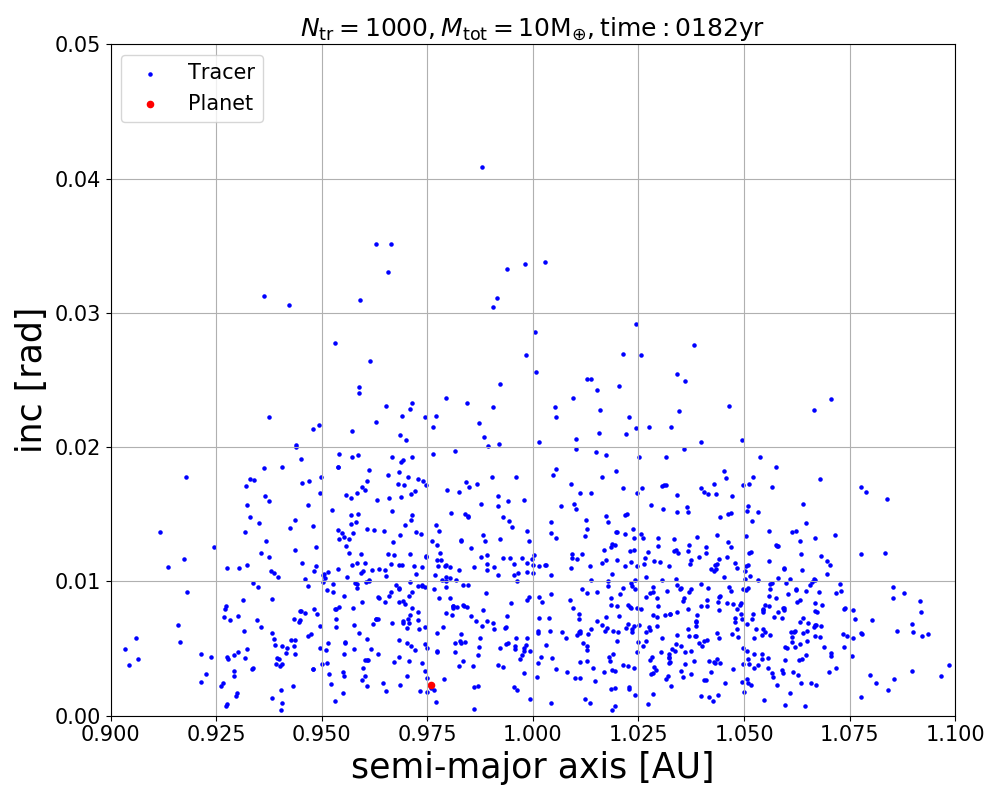 N_tr = 1000, M_tot = 10M_⊕, time : 0182yr
0.05
Tracer
Planet
0.04
0.03
0.02
0.01
0.00
inc [rad]
0.900 0.925 0.950 0.975 1.000 1.025 1.050 1.075 1.100
semi-major axis [AU]